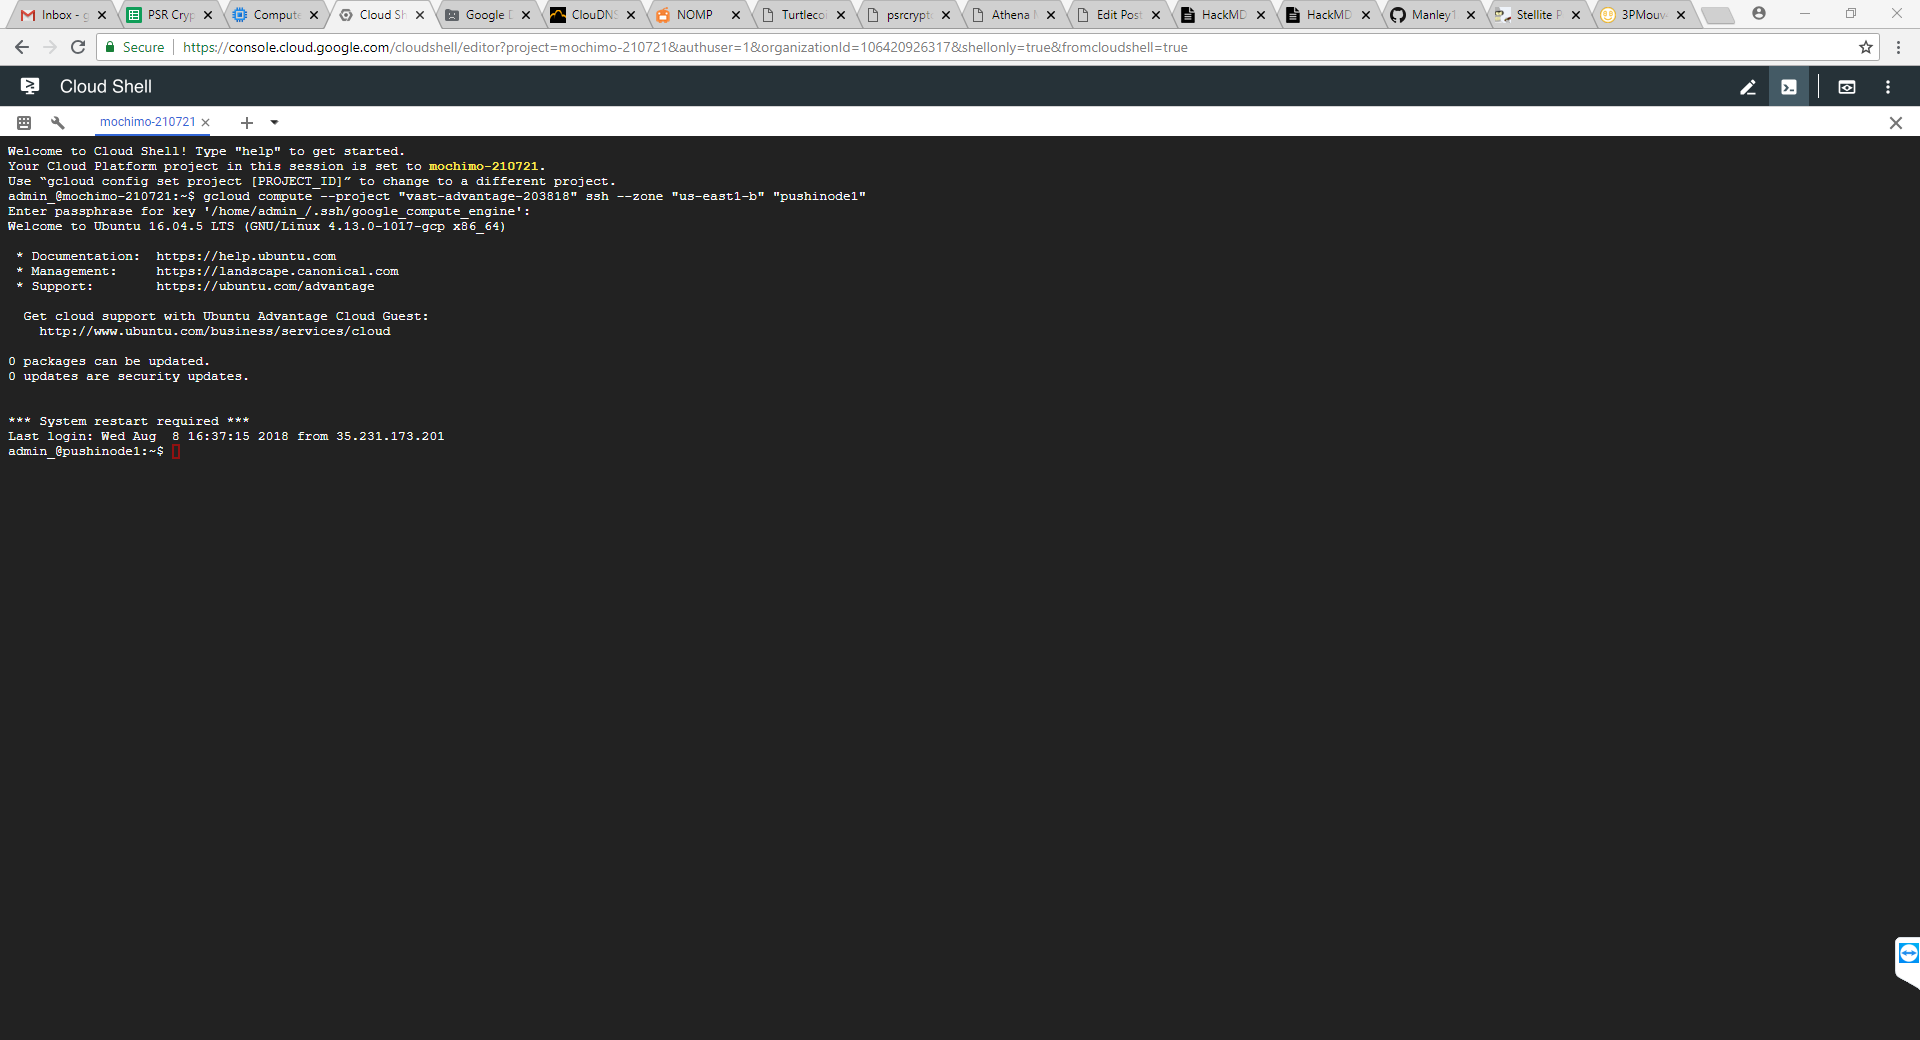 Inbox - g
PSR Cryp
Compute
Cloud Sh
Google D
ClouDNS
NOMP
Turtlecoi
psrcrypt
Athena
Edit Post
HackMD
HackMD
Manley1
Stellite P
3PMouv
Secure
https://console.cloud.google.com/cloudshell/editor?project=mochimo-210721&authuser=1&organizationId=106420926317&shellonly=true&fromcloudshell=true
Cloud Shell
mochimo-210721
Welcome to Cloud Shell! Type "help" to get started.
Your Cloud Platform project in this session is set to mochimo-210721.
Use “gcloud config set project [PROJECT_ID]” to change to a different project.
admin_@mochimo-210721:~$ gcloud compute --project "vast-advantage-203818" ssh --zone "us-east1-b" "pushinode1"
Enter passphrase for key '/home/admin_/.ssh/google_compute_engine':
Welcome to Ubuntu 16.04.5 LTS (GNU/Linux 4.13.0-1017-gcp x86_64)
* Documentation:  https://help.ubuntu.com
* Management:     https://landscape.canonical.com
* Support:        https://ubuntu.com/advantage
Get cloud support with Ubuntu Advantage Cloud Guest:
http://www.ubuntu.com/business/services/cloud
0 packages can be updated.
0 updates are security updates.
*** System restart required ***
Last login: Wed Aug  8 16:37:15 2018 from 35.231.173.201
admin_@pushinode1:~$